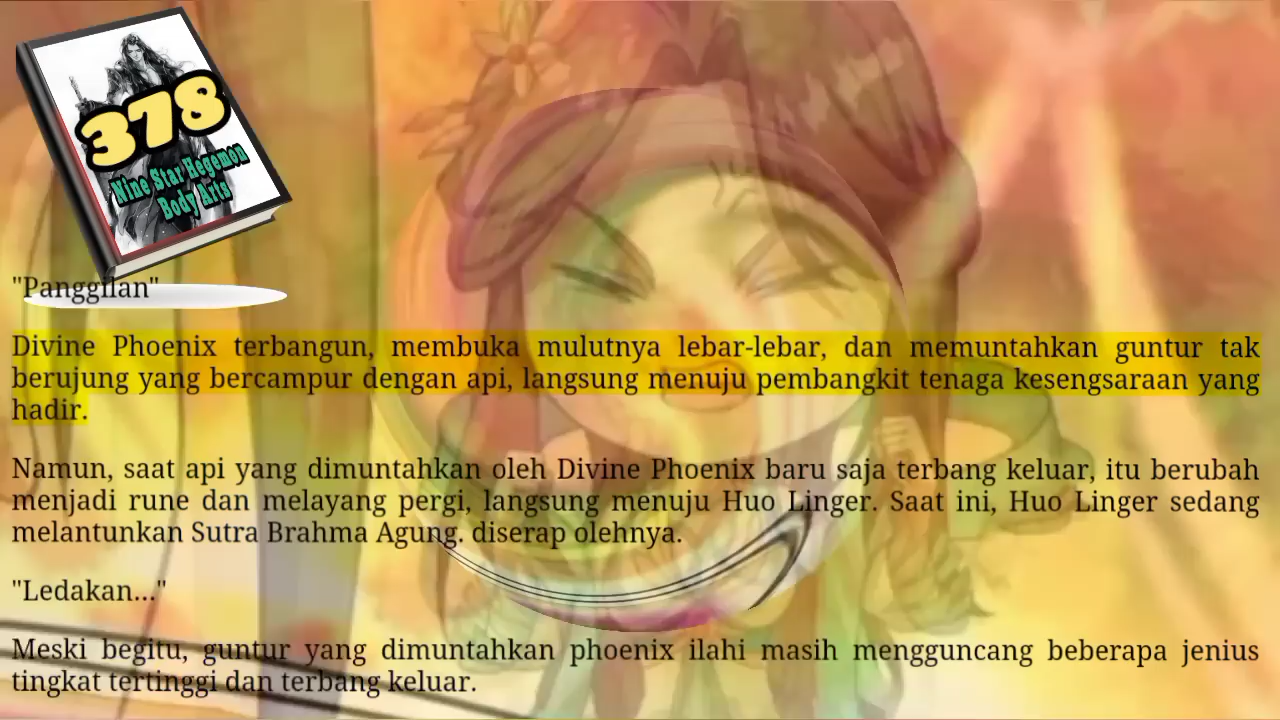 378
Nine Star Hegemon
Body Arts
"Panggilan"
Divine Phoenix terbangun, membuka mulutnya lebar-lebar, dan memuntahkan guntur tak
berujung yang bercampur dengan api, langsung menuju pembangkit tenaga kesengsaraan yang
hadir.
Namun, saat api yang dimuntahkan oleh Divine Phoenix baru saja terbang keluar, itu berubah
menjadi rune dan melayang pergi, langsung menuju Huo Linger. Saat ini, Huo Linger sedang
melantunkan Sutra Brahma Agung. diserap olehnya.
"Ledakan..."
Meski begitu, guntur yang dimuntahkan phoenix ilahi masih mengguncang beberapa jenius
tingkat tertinggi dan terbang keluar.